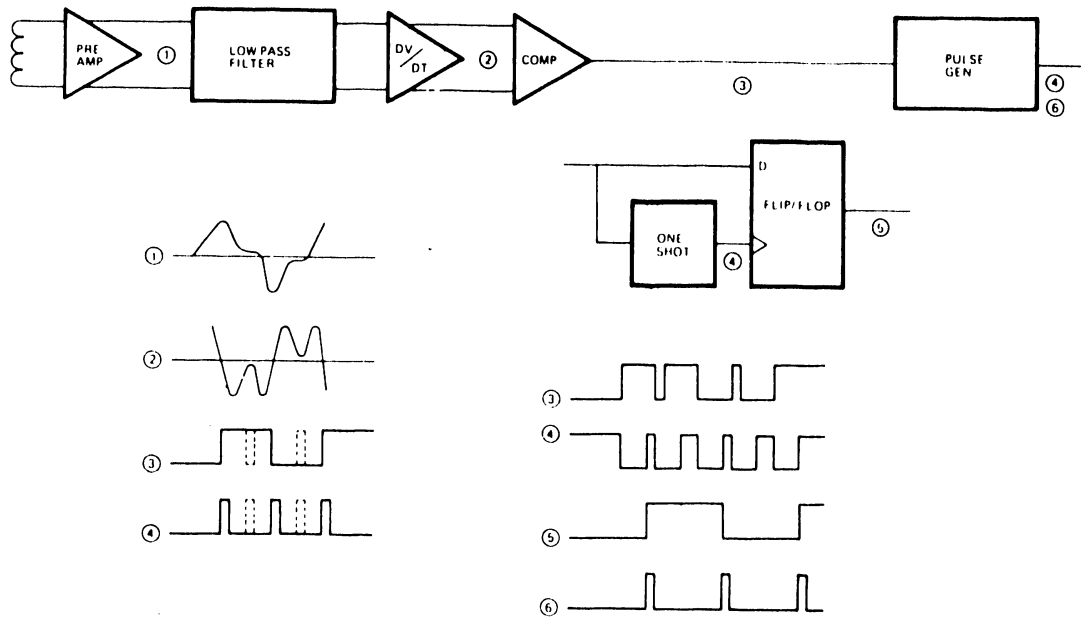 PRE
AMP
①
LOW PASS
FILTER
DV
/
DT
②
COMP
③
PULSE
GEN
④
⑥
D
FLIP/FLOP
ONE
SHOT
④
⑤
①
②
③
④
③
④
⑤
⑥